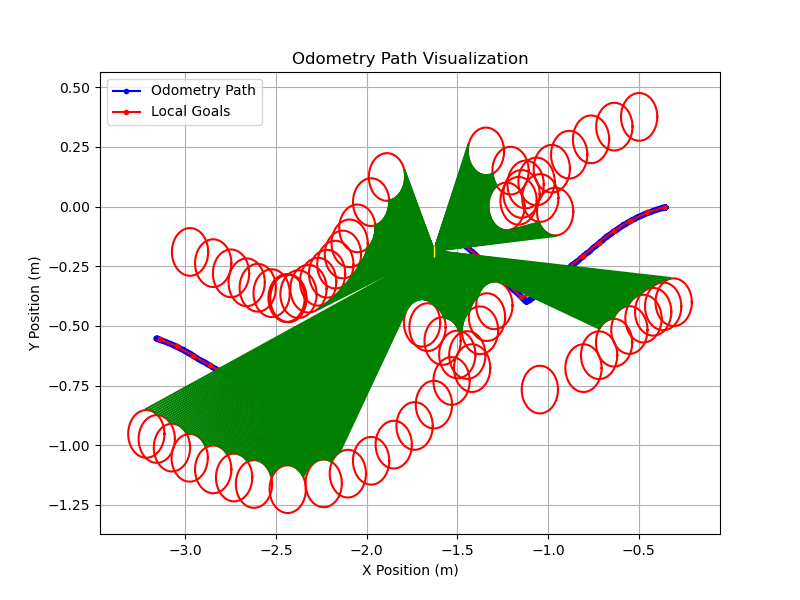 Odometry Path Visualization
Odometry Path
Local Goals
Y Position (m)
0.50
0.25
0.00
−0.25
−0.50
−0.75
−1.00
−1.25
−3.0 −2.5 −2.0 −1.5 −1.0 −0.5
X Position (m)